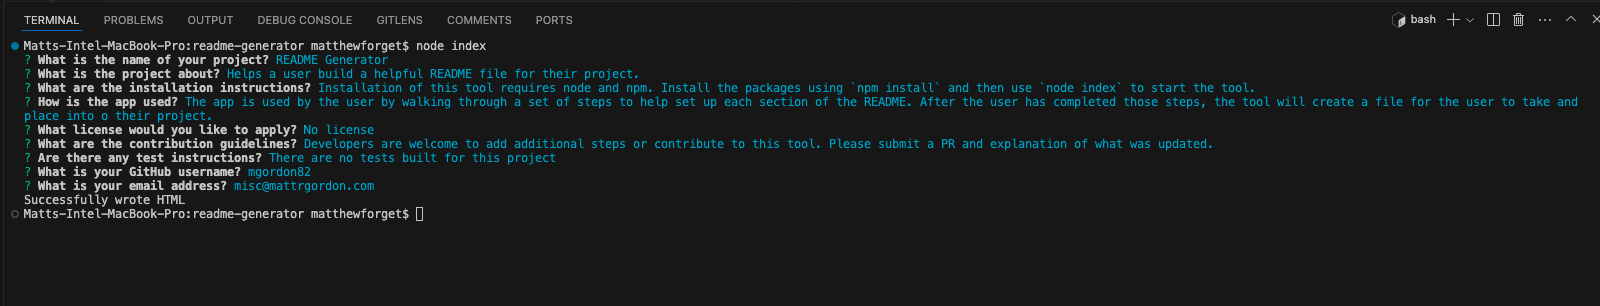 TERMINAL PROBLEMS OUTPUT DEBUG CONSOLE GITLENS COMMENTS PORTS bash
Matts-Intel-MacBook-Pro:readme-generator matthewforget$ node index
? What is the name of your project? README Generator
? What is the project about? Helps a user build a helpful README file for their project.
? What are the installation instructions? Installation of this tool requires node and npm. Install the packages using `npm install` and then use `node index` to start the tool.
? How is the app used? The app is used by the user by walking through a set of steps to help set up each section of the README. After the user has completed those steps, the tool will create a file for the user to take and
place into o their project.
? What license would you like to apply? No license
? What are the contribution guidelines? Developers are welcome to add additional steps or contribute to this tool. Please submit a PR and explanation of what was updated.
? Are there any test instructions? There are no tests built for this project
? What is your GitHub username? mgordon82
? What is your email address? misc@mattrgordon.com
Successfully wrote HTML
Matts-Intel-MacBook-Pro:readme-generator matthewforget$